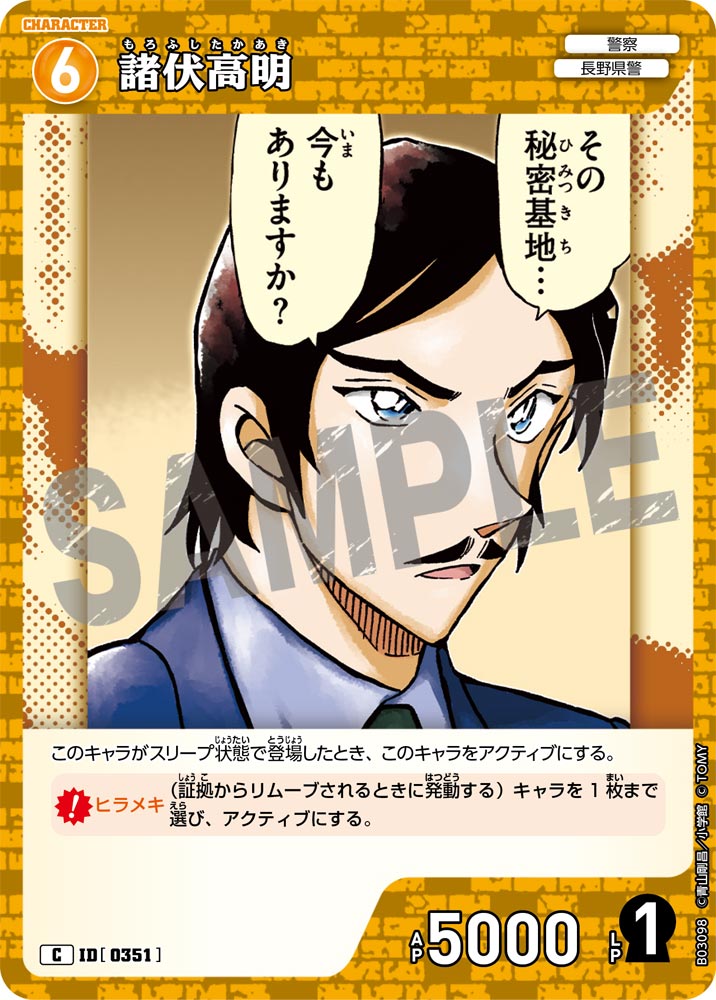 CHARACTER
6
もろふしたかあき
諸伏高明
警察
長野県警
その
ひみつきち
秘密基地…
いま
今も
ありますか?
SAMPLE
じょうたい とうじょう
このキャラがスリープ状態で登場したとき、このキャラをアクティブにする。
しょうこ はつどう まい
ヒラメキ (証拠からリムーブされるときに発動する) キャラを1枚まで
えら
選び、アクティブにする。
C ID[0351]
AP 5000
LP 1
B03098 ©青山剛昌/小学館 ©TOMY